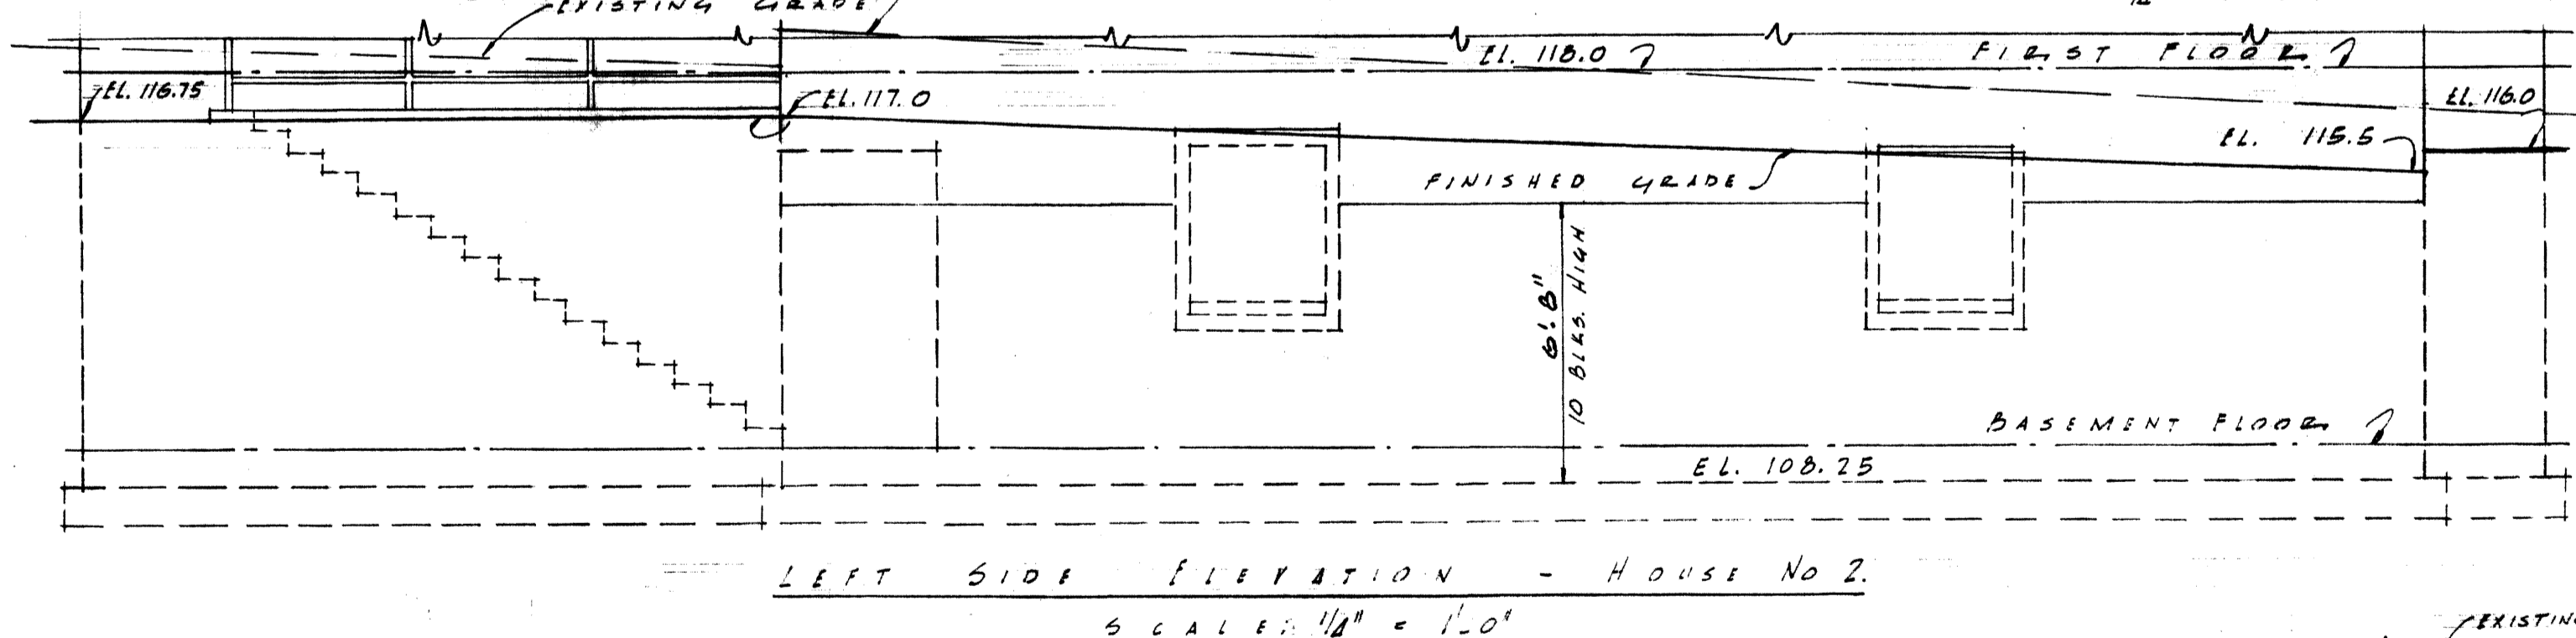 EXISTING GRADE
EL. 118.0
FIRST FLOOR
EL. 116.75
EL. 117.0
EL. 116.0
EL. 115.5
FINISHED GRADE
6'-8"
10 BLKS. HIGH
BASEMENT FLOOR
EL. 108.25
LEFT SIDE ELEVATION - HOUSE NO 2.
SCALE: 1/4" = 1'-0"